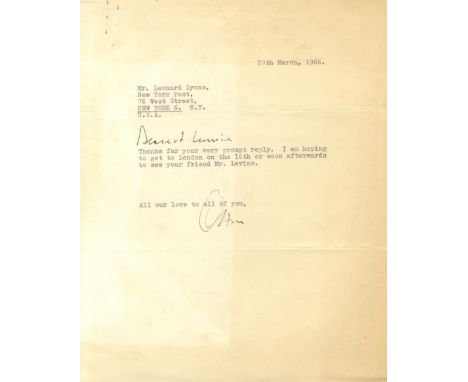 29th March, 1966.
Mr. Leonard Lyons,
New York Post,
76 West Street,
NEW YORK 6, N.Y.
U.S.A.
Dearest Lennie
Thanks for your very prompt reply. I am hoping
to get to London on the 15th or soon afterwards
to see your friend Mr. Levine.
All our love to all of you,